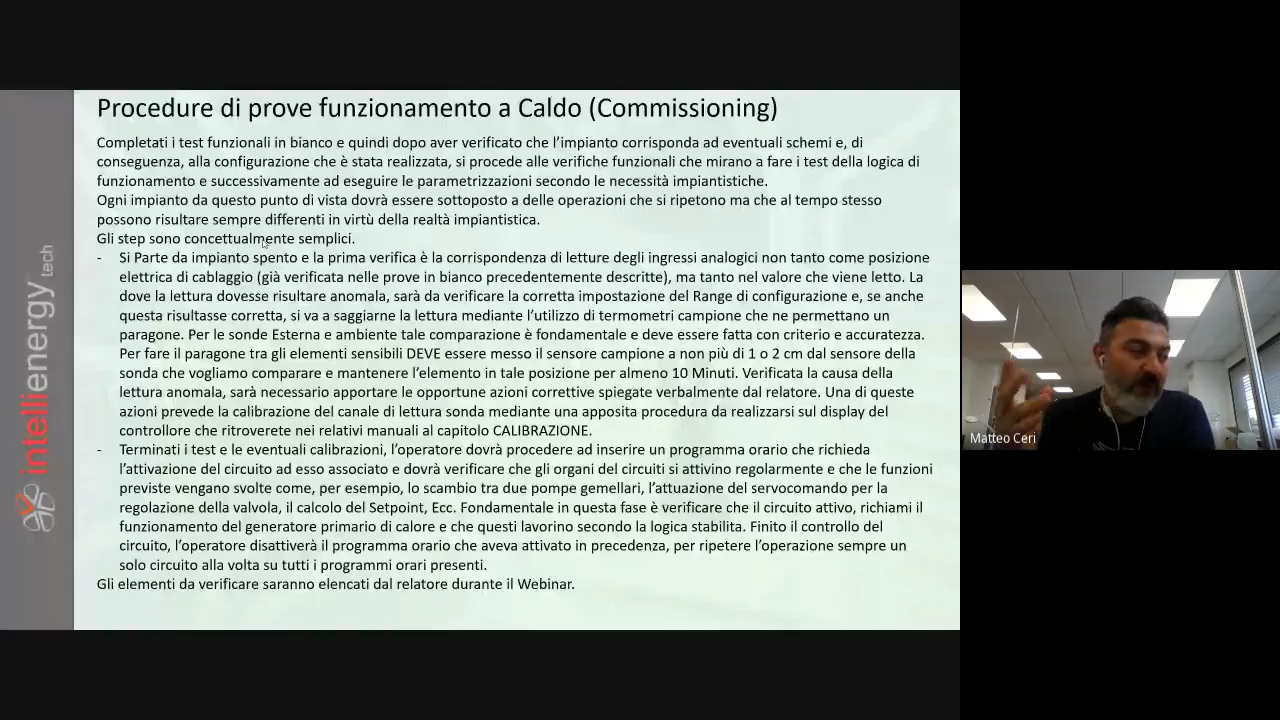 Procedure di prove funzionamento a Caldo (Commissioning)
Completati i test funzionali in bianco e quindi dopo aver verificato che l'impianto corrisponda ad eventuali schemi e, di
conseguenza, alla configurazione che è stata realizzata, si procede alle verifiche funzionali che mirano a fare i test della logica di
funzionamento e successivamente ad eseguire le parametrizzazioni secondo le necessità impiantistiche.
Ogni impianto da questo punto di vista dovrà essere sottoposto a delle operazioni che si ripetono ma che al tempo stesso
possono risultare sempre differenti in virtù della realtà impiantistica.
Gli step sono concettualmente semplici.
- Si Parte da impianto spento e la prima verifica è la corrispondenza di letture degli ingressi analogici non tanto come posizione
elettrica di cablaggio (già verificata nelle prove in bianco precedentemente descritte), ma tanto nel valore che viene letto. La
dove la lettura dovesse risultare anomala, sarà da verificare la corretta impostazione del Range di configurazione e, se anche
questa risultasse corretta, si va a saggiarne la lettura mediante l'utilizzo di termometri campione che ne permettano un
paragone. Per le sonde Esterna e ambiente tale comparazione è fondamentale e deve essere fatta con criterio e accuratezza.
Per fare il paragone tra gli elementi sensibili DEVE essere messo il sensore campione a non più di 1 o 2 cm dal sensore della
sonda che vogliamo comparare e mantenere l'elemento in tale posizione per almeno 10 Minuti. Verificata la causa della
lettura anomala, sarà necessario apportare le opportune azioni correttive spiegate verbalmente dal relatore. Una di queste
azioni prevede la calibrazione del canale di lettura sonda mediante una apposita procedura da realizzarsi sul display del
controllore che ritroverete nei relativi manuali al capitolo CALIBRAZIONE.
- Terminati i test e le eventuali calibrazioni, l'operatore dovrà procedere ad inserire un programma orario che richieda
l'attivazione del circuito ad esso associato e dovrà verificare che gli organi del circuiti si attivino regolarmente e che le funzioni
previste vengano svolte come, per esempio, lo scambio tra due pompe gemellari, l'attuazione del servocomando per la
regolazione della valvola, il calcolo del Setpoint, Ecc. Fondamentale in questa fase è verificare che il circuito attivo, richiami il
funzionamento del generatore primario di calore e che questi lavorino secondo la logica stabilita. Finito il controllo del
circuito, l'operatore disattiverà il programma orario che aveva attivato in precedenza, per ripetere l'operazione sempre un
solo circuito alla volta su tutti i programmi orari presenti.
Gli elementi da verificare saranno elencati dal relatore durante il Webinar.
intellienergy tech
Matteo Ceri